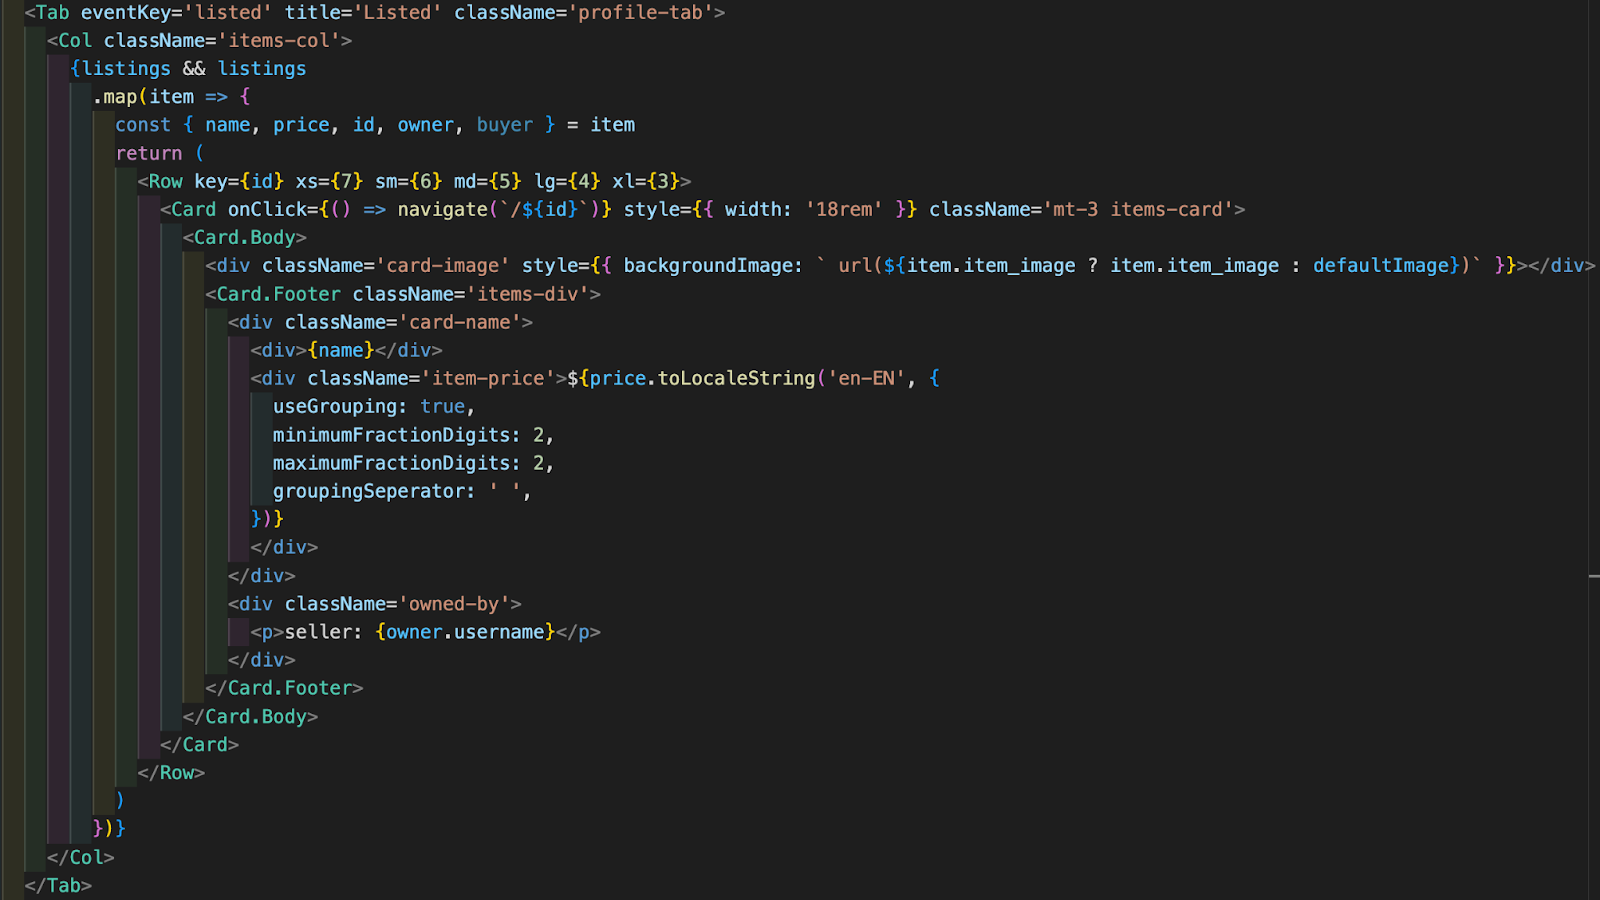 <Tab eventKey='listed' title='Listed' className='profile-tab'>
<Col className='items-col'>
{listings && listings
.map(item => {
const { name, price, id, owner, buyer } = item
return (
<Row key={id} xs={7} sm={6} md={5} lg={4} xl={3}>
<Card onClick={() => navigate(`/${id}`)} style={{ width: '18rem' }} className='mt-3 items-card'>
<Card.Body>
<div className='card-image' style={{ backgroundImage: ` url(${item.item_image ? item.item_image : defaultImage})` }}></div>
<Card.Footer className='items-div'>
<div className='card-name'>
<div>{name}</div>
<div className='item-price'>${price.toLocaleString('en-EN', {
useGrouping: true,
minimumFractionDigits: 2,
maximumFractionDigits: 2,
groupingSeperator: ' ',
})}
</div>
</div>
<div className='owned-by'>
<p>seller: {owner.username}</p>
</div>
</Card.Footer>
</Card.Body>
</Card>
</Row>
)
})}
</Col>
</Tab>